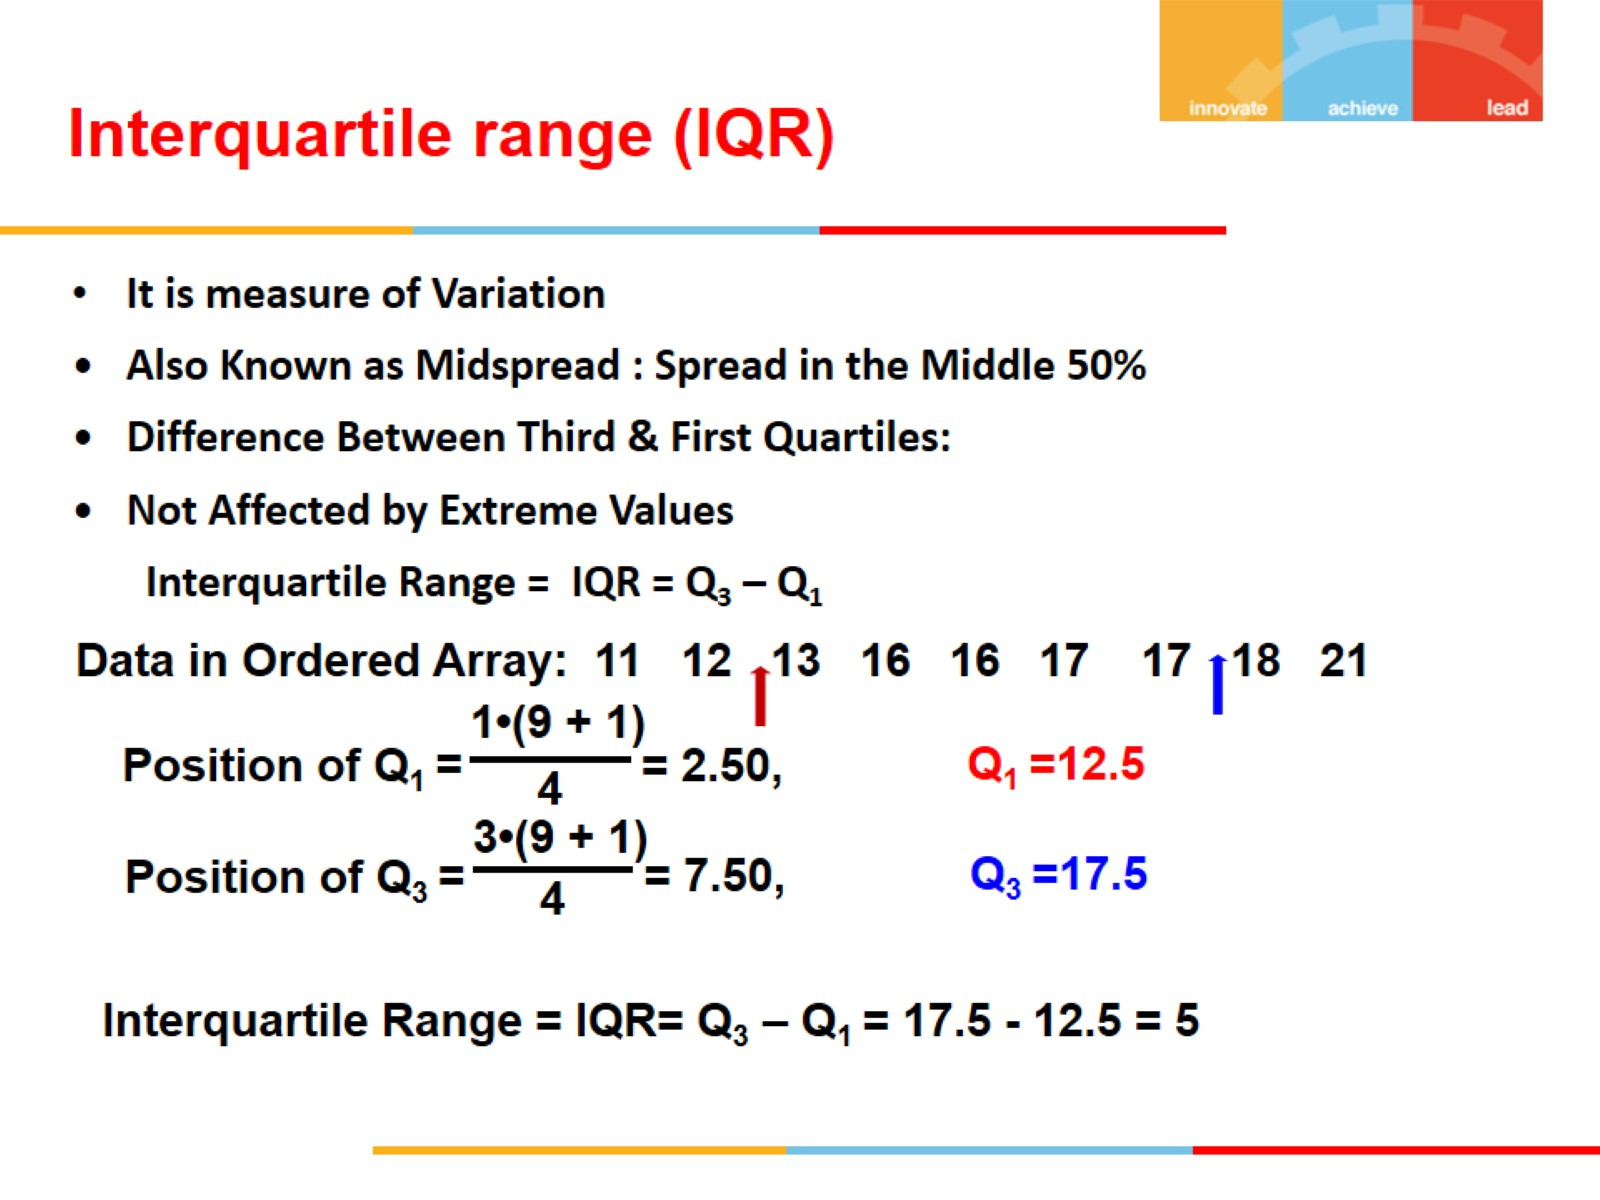 innovate achieve lead
Interquartile range (IQR)
• It is measure of Variation
• Also Known as Midspread : Spread in the Middle 50%
• Difference Between Third & First Quartiles:
• Not Affected by Extreme Values
Interquartile Range = IQR = Q3 – Q1
Data in Ordered Array: 11 12 13 16 16 17 17 18 21
1•(9 + 1)
Position of Q1 = = 2.50, Q1 =12.5
4
3•(9 + 1)
Position of Q3 = = 7.50, Q3 =17.5
4
Interquartile Range = IQR= Q3 – Q1 = 17.5 - 12.5 = 5